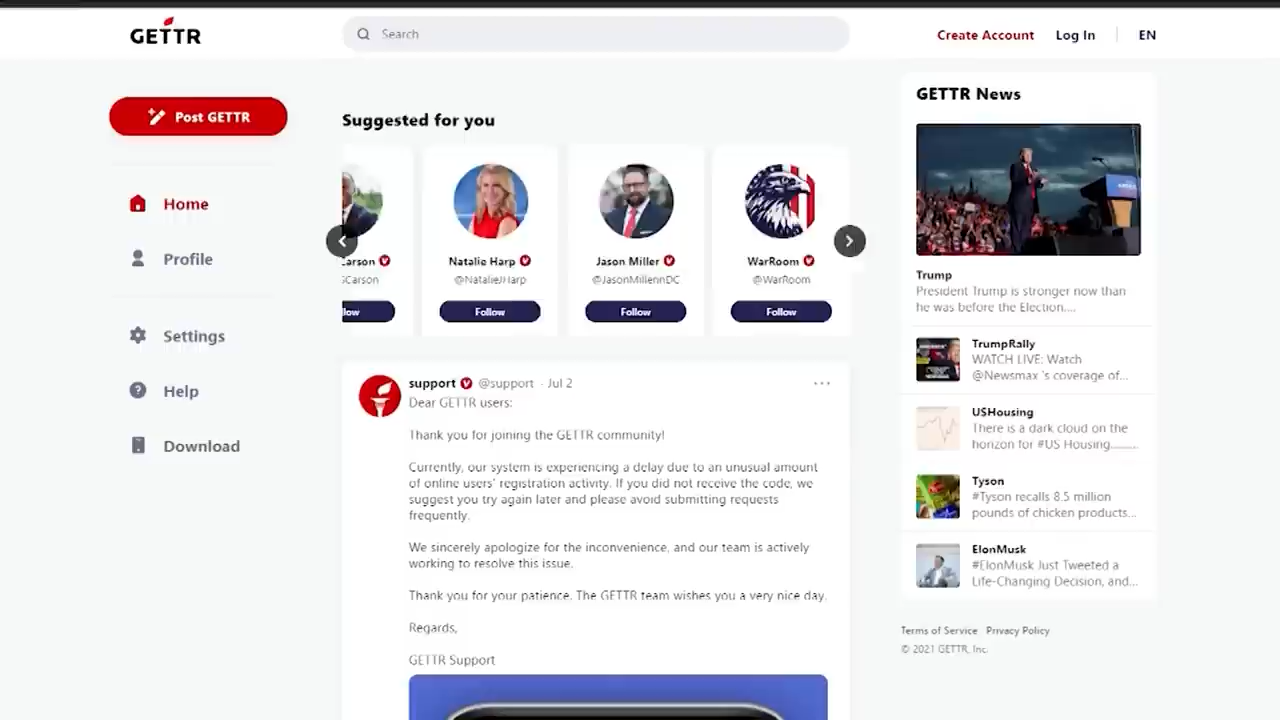 GETTR
Search
Create Account
Log In
EN
Post GETTR
Home
Profile
Settings
Help
Download
Suggested for you
Carson
Carson
Follow
Natalie Harp
@NatalieJHarp
Follow
Jason Miller
@JasonMillerinDC
Follow
WarRoom
@WarRoom
Follow
support @support · Jul 2
Dear GETTR users:
Thank you for joining the GETTR community!
Currently, our system is experiencing a delay due to an unusual amount
of online users' registration activity. If you did not receive the code, we
suggest you try again later and please avoid submitting requests
frequently.
We sincerely apologize for the inconvenience, and our team is actively
working to resolve this issue.
Thank you for your patience. The GETTR team wishes you a very nice day.
Regards,
GETTR Support
GETTR News
Trump
President Trump is stronger now than
he was before the Election....
TrumpRally
WATCH LIVE: Watch
@Newsmax 's coverage of...
USHousing
There is a dark cloud on the
horizon for #US Housing.........
Tyson
#Tyson recalls 8.5 million
pounds of chicken products...
ElonMusk
#ElonMusk Just Tweeted a
Life-Changing Decision, and...
Terms of Service Privacy Policy
© 2021 GETTR, Inc.